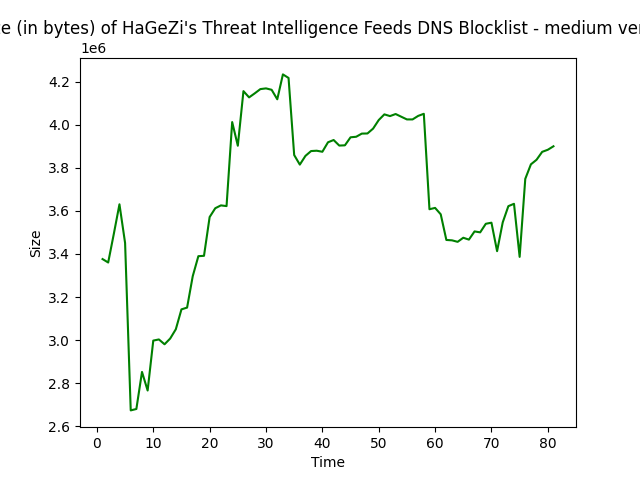 e (in bytes) of HaGeZi's Threat Intelligence Feeds DNS Blocklist - medium ver
1e6
4.2
4.0
3.8
3.6
3.4
3.2
3.0
2.8
2.6
Size
0 10 20 30 40 50 60 70 80
Time